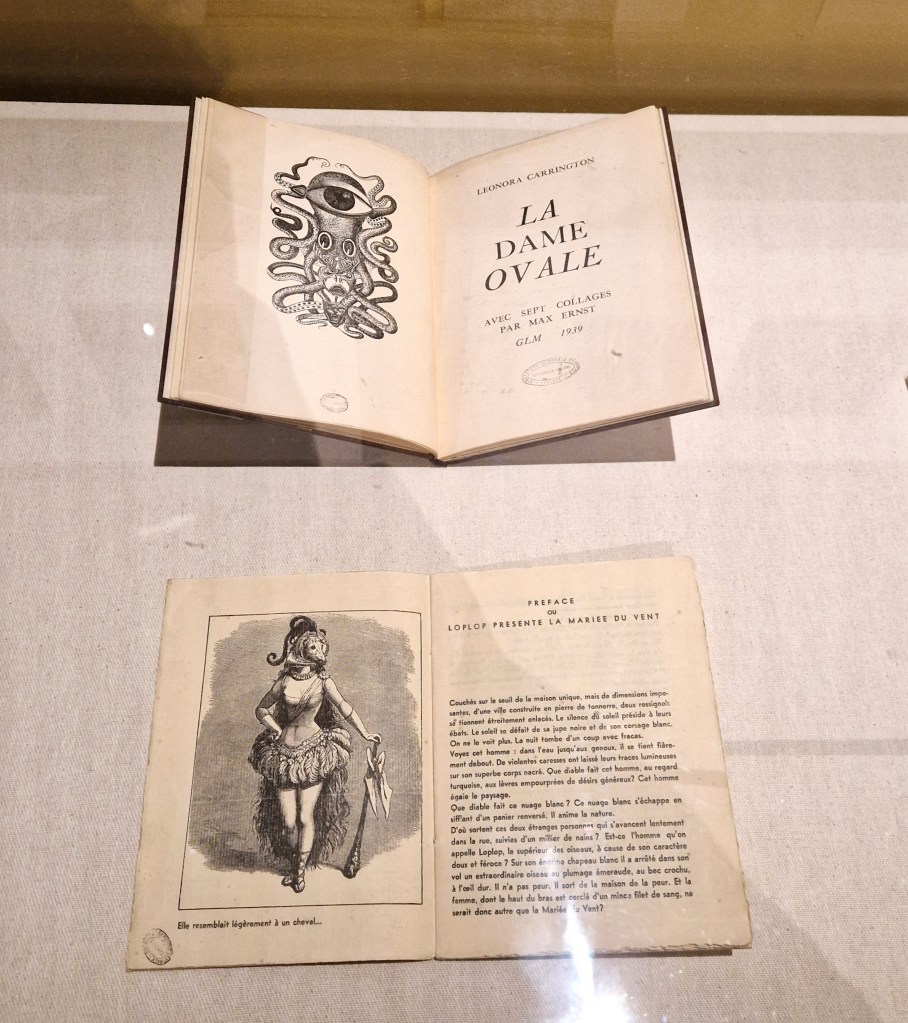 LEONORA CARRINGTON
LA
DAME
OVALE
AVEC SEPT COLLAGES
PAR MAX ERNST
GLM 1939
PREFACE
OU
LOPLOP PRESENTE LA MARIEE DU VENT
Couchés sur le seuil de la maison unique, mais de dimensions impo-
santes, d'une ville construite en pierre de tonnerre, deux rossignols
se tiennent étroitement enlacés. Le silence du soleil préside à leurs
ébats. Le soleil se défait de sa jupe noire et de son corsage blanc.
On ne le voit plus. La nuit tombe d'un coup avec fracas.
Voyez cet homme : dans l'eau jusqu'aux genoux, il se tient fière-
ment debout. De violentes caresses ont laissé leurs traces lumineuses
sur son superbe corps nacré. Que diable fait cet homme, au regard
turquoise, aux lèvres empourprées de désirs généreux? Cet homme
égaie le paysage.
Que diable fait ce nuage blanc ? Ce nuage blanc s'échappe en
sifflant d'un panier renversé. Il anime la nature.
D'où sortent ces deux étranges personnes qui s'avancent lentement
dans la rue, suivies d'un millier de nains ? Est-ce l'homme qu'on
appelle Loplop, le supérieur des oiseaux, à cause de son caractère
doux et féroce ? Sur son énorme chapeau blanc il a arrêté dans son
vol un extraordinaire oiseau au plumage émeraude, au bec crochu,
à l'œil dur. Il n'a pas peur. Il sort de la maison de la peur. Et la
femme, dont le haut du bras est cerclé d'un mince filet de sang, ne
serait donc autre que la Mariée du Vent?
Elle resemblait légèrement à un cheval...